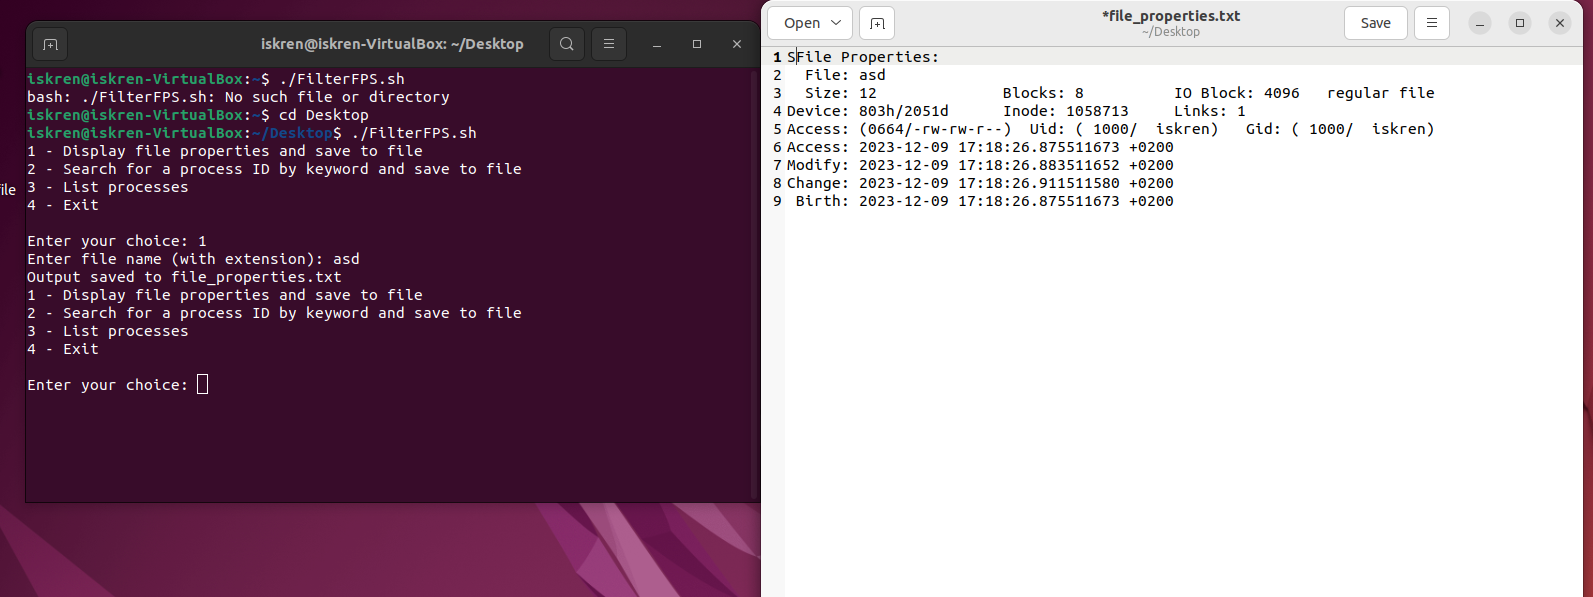 iskren@iskren-VirtualBox: ~/Desktop
iskren@iskren-VirtualBox:~$ ./FilterFPS.sh
bash: ./FilterFPS.sh: No such file or directory
iskren@iskren-VirtualBox:~$ cd Desktop
iskren@iskren-VirtualBox:~/Desktop$ ./FilterFPS.sh
1 - Display file properties and save to file
2 - Search for a process ID by keyword and save to file
3 - List processes
4 - Exit
Enter your choice: 1
Enter file name (with extension): asd
Output saved to file_properties.txt
1 - Display file properties and save to file
2 - Search for a process ID by keyword and save to file
3 - List processes
4 - Exit
Enter your choice:
ile
Open
*file_properties.txt
~/Desktop
Save
1 SFile Properties:
2   File: asd
3   Size: 12              Blocks: 8          IO Block: 4096   regular file
4 Device: 803h/2051d      Inode: 1058713     Links: 1
5 Access: (0664/-rw-rw-r--)  Uid: ( 1000/  iskren)   Gid: ( 1000/  iskren)
6 Access: 2023-12-09 17:18:26.875511673 +0200
7 Modify: 2023-12-09 17:18:26.883511652 +0200
8 Change: 2023-12-09 17:18:26.911511580 +0200
9  Birth: 2023-12-09 17:18:26.875511673 +0200